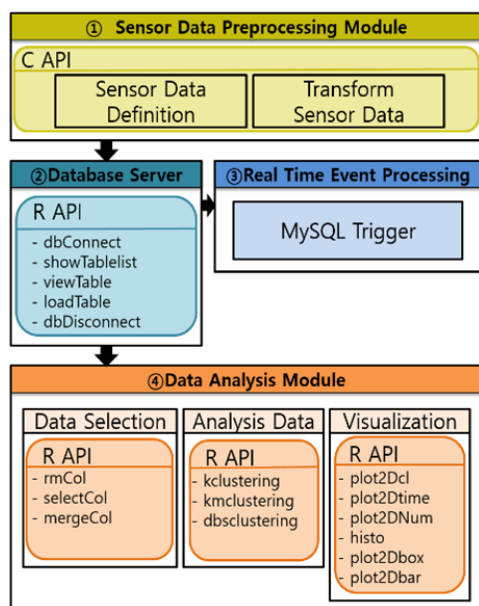 ① Sensor Data Preprocessing Module
C API
Sensor Data
Definition
Transform
Sensor Data
②Database Server
R API
- dbConnect
- showTablelist
- viewTable
- loadTable
- dbDisconnect
③Real Time Event Processing
MySQL Trigger
④Data Analysis Module
Data Selection
R API
- rmCol
- selectCol
- mergeCol
Analysis Data
R API
- kclustering
- kmclustering
- dbsclustering
Visualization
R API
- plot2Dcl
- plot2Dtime
- plot2DNum
- histo
- plot2Dbox
- plot2Dbar